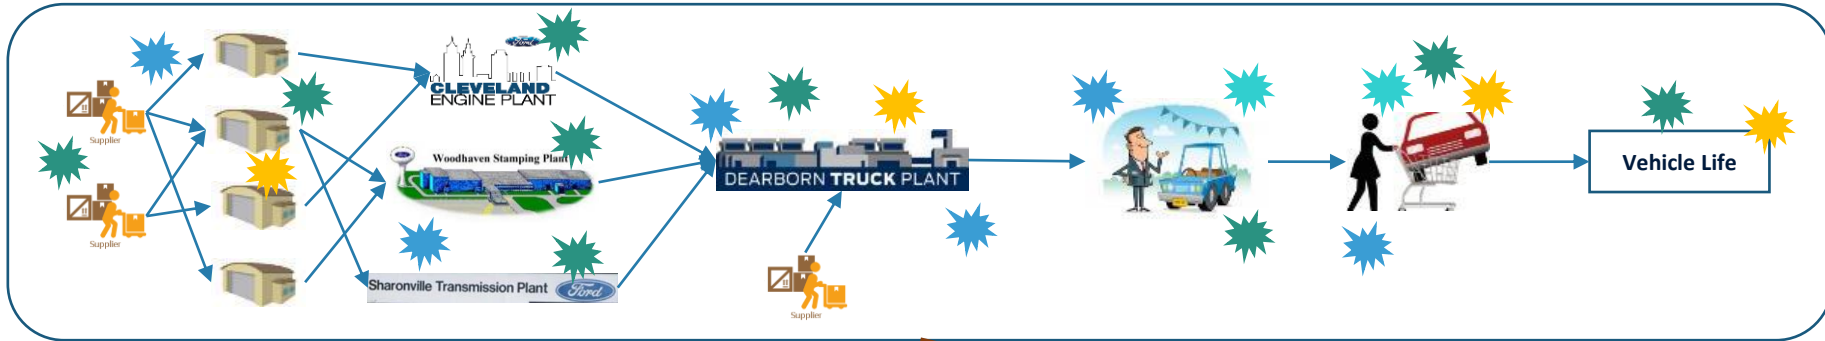 Supplier
Supplier
Ford
CLEVELAND
ENGINE PLANT
Woodhaven Stamping Plant
Sharonville Transmission Plant
Ford
DEARBORN TRUCK PLANT
Supplier
Vehicle Life